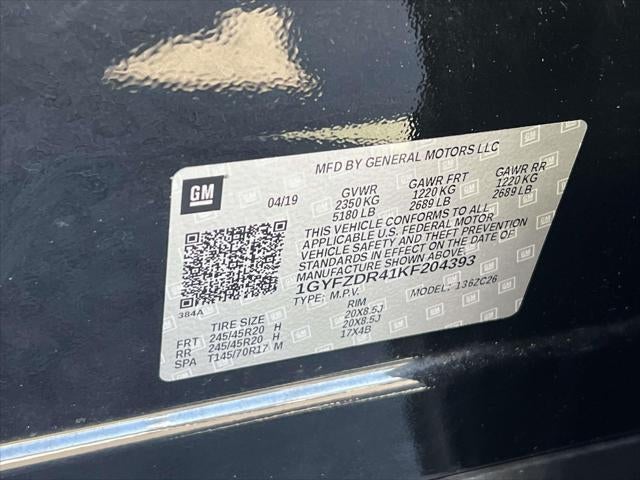 MFD BY GENERAL MOTORS LLC
GM
04/19
GVWR GAWR FRT GAWR RR
2350 KG 1220 KG 1220 KG
5180 LB 2689 LB 2689 LB
THIS VEHICLE CONFORMS TO ALL
APPLICABLE U.S. FEDERAL MOTOR
VEHICLE SAFETY AND THEFT PREVENTION
STANDARDS IN EFFECT ON THE DATE OF
MANUFACTURE SHOWN ABOVE.
1GYFZDR41KF204393
TYPE: M.P.V. MODEL: 136ZC26
384A
TIRE SIZE RIM
FRT 245/45R20 H 20X8.5J
RR 245/45R20 H 20X8.5J
SPA T145/70R17 M 17X4B